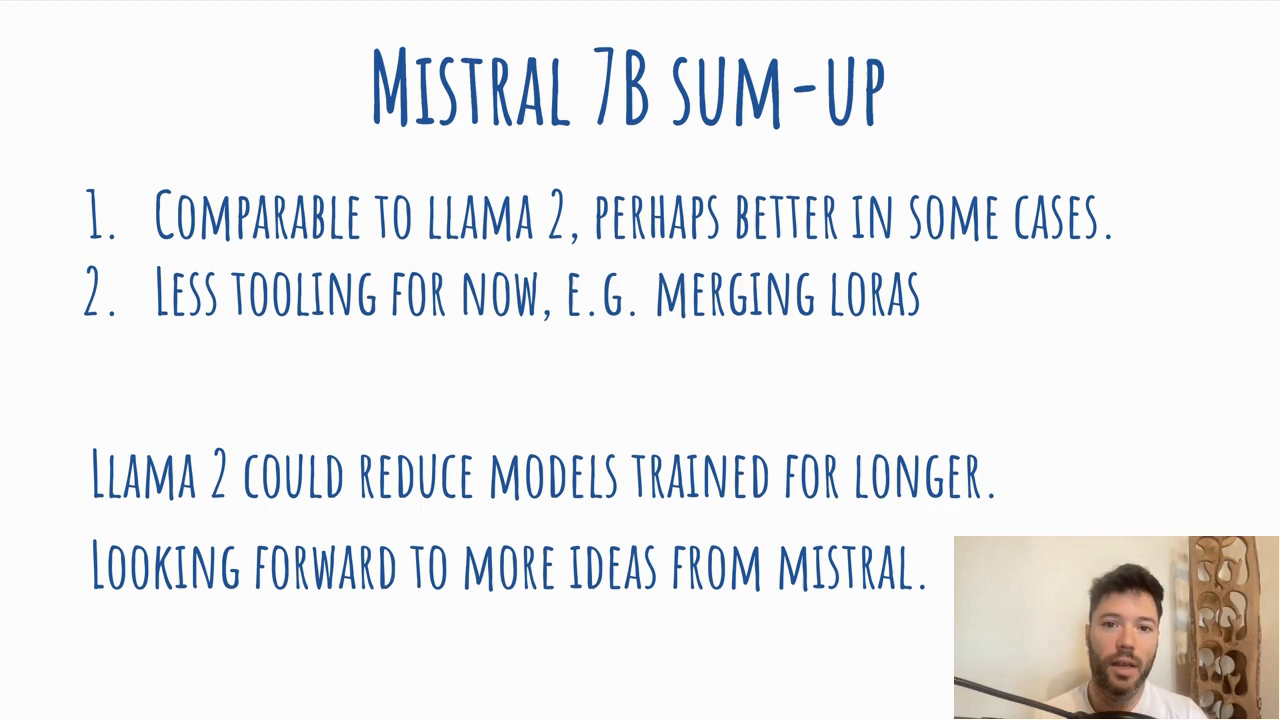 Mistral 7B sum-up
1. Comparable to llama 2, perhaps better in some cases.
2. Less tooling for now, e.g. merging loras
Llama 2 could reduce models trained for longer.
Looking forward to more ideas from mistral.